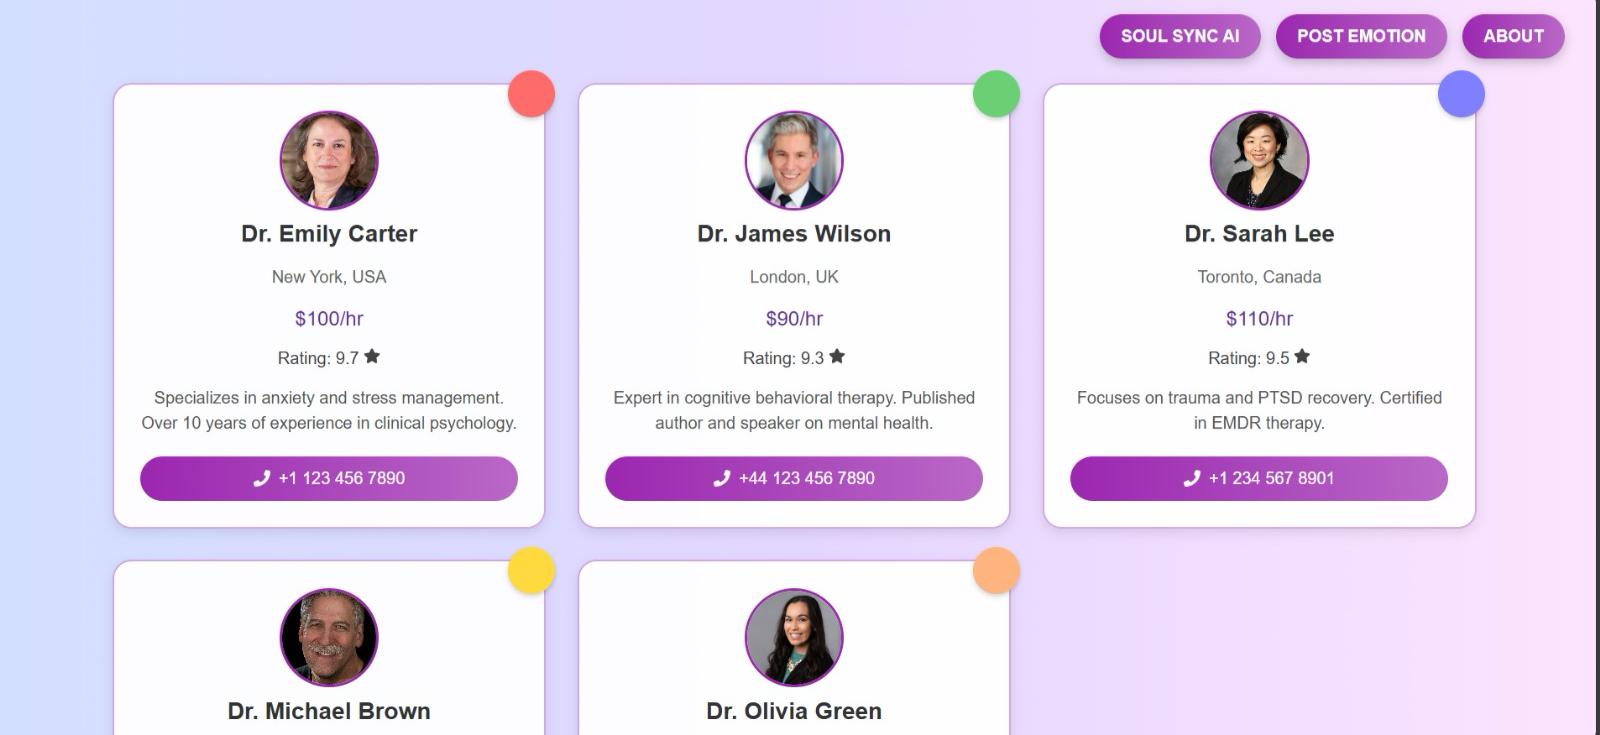 SOUL SYNC AI
POST EMOTION
ABOUT
Dr. Emily Carter
New York, USA
$100/hr
Rating: 9.7
Specializes in anxiety and stress management.
Over 10 years of experience in clinical psychology.
+1 123 456 7890
Dr. James Wilson
London, UK
$90/hr
Rating: 9.3
Expert in cognitive behavioral therapy. Published
author and speaker on mental health.
+44 123 456 7890
Dr. Sarah Lee
Toronto, Canada
$110/hr
Rating: 9.5
Focuses on trauma and PTSD recovery. Certified
in EMDR therapy.
+1 234 567 8901
Dr. Michael Brown
Dr. Olivia Green